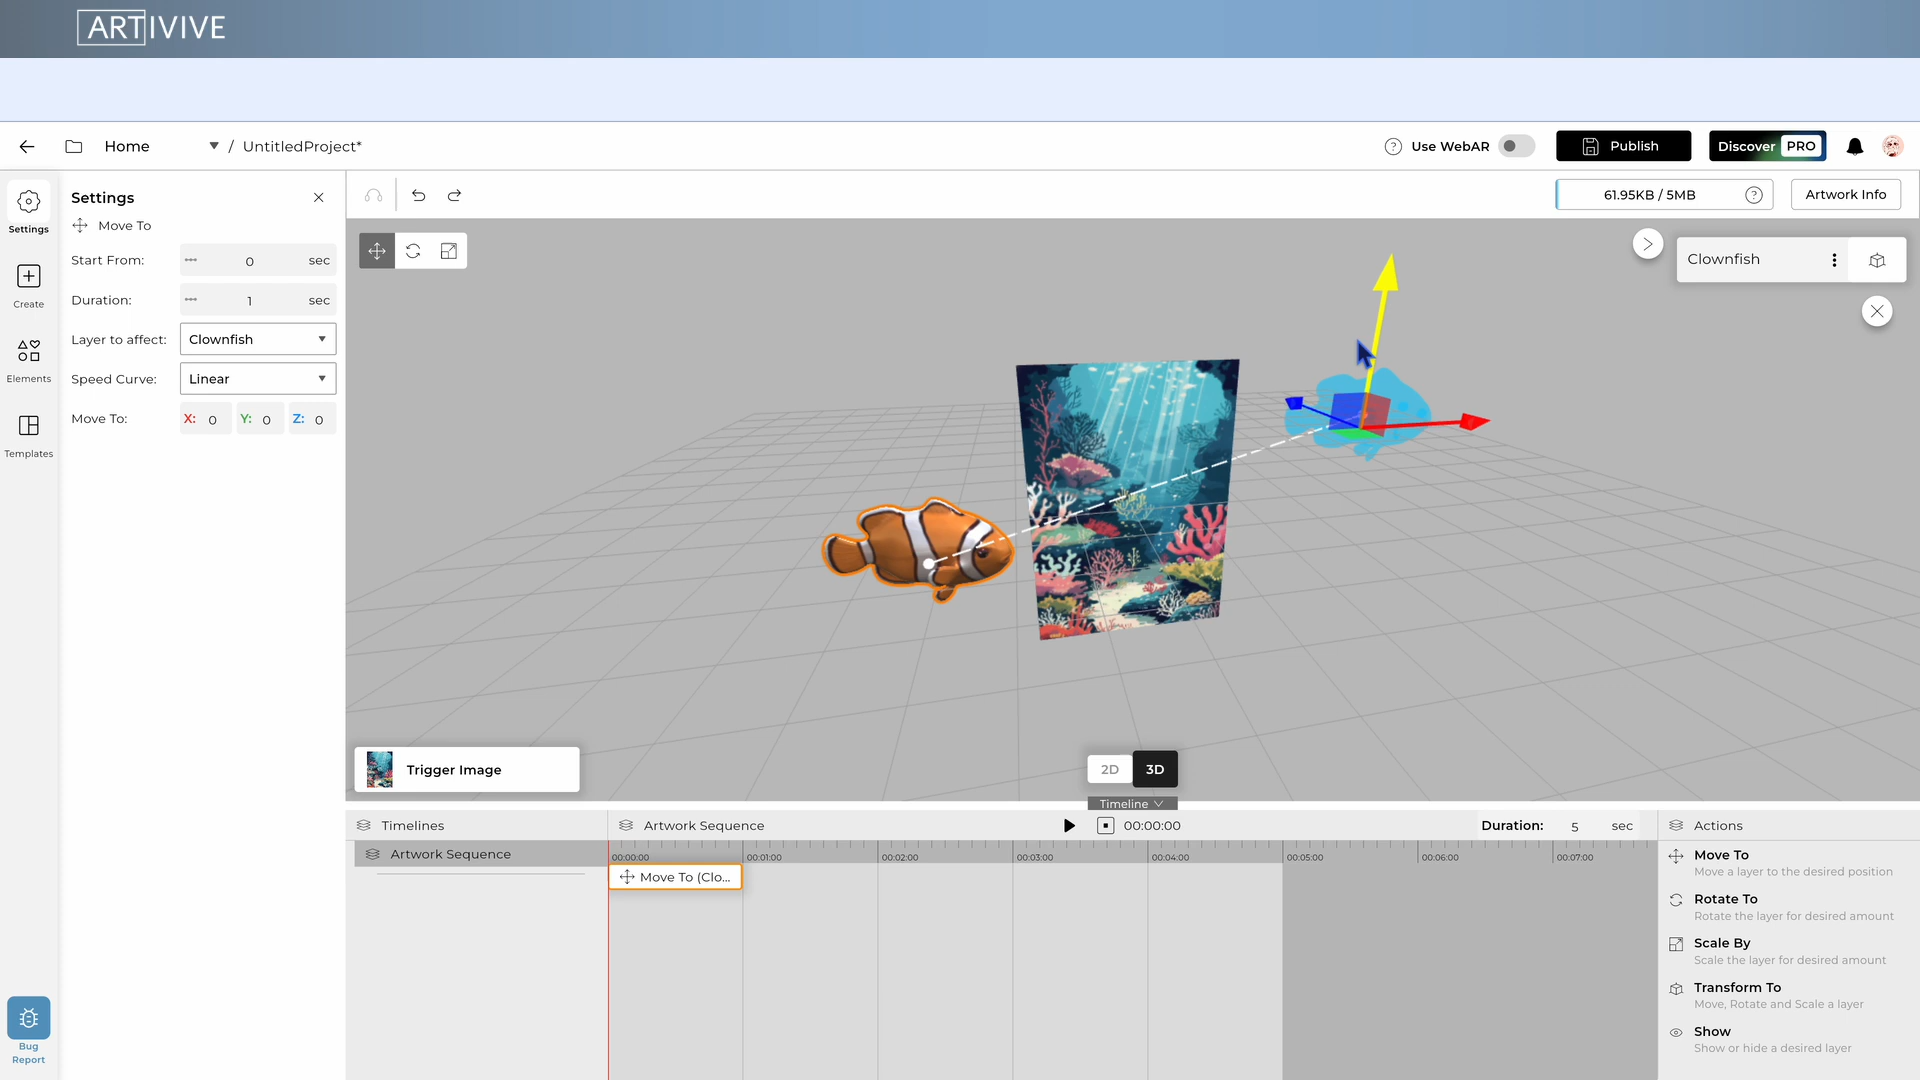 ARTIVIVE
Home / UntitledProject*
Use WebAR
Publish
Discover PRO
Settings
Settings
Move To
Start From: 0 sec
Duration: 1 sec
Layer to affect: Clownfish
Speed Curve: Linear
Move To: X: 0 Y: 0 Z: 0
Create
Elements
Templates
Bug
Report
61.95KB / 5MB ?
Artwork Info
Clownfish
Trigger Image
2D 3D
Timeline
Timelines
Artwork Sequence
Artwork Sequence
00:00:00
Duration: 5 sec
00:00:00 00:01:00 00:02:00 00:03:00 00:04:00 00:05:00 00:06:00 00:07:00
Move To (Clo...
Actions
Move To
Move a layer to the desired position
Rotate To
Rotate the layer for desired amount
Scale By
Scale the layer for desired amount
Transform To
Move, Rotate and Scale a layer
Show
Show or hide a desired layer